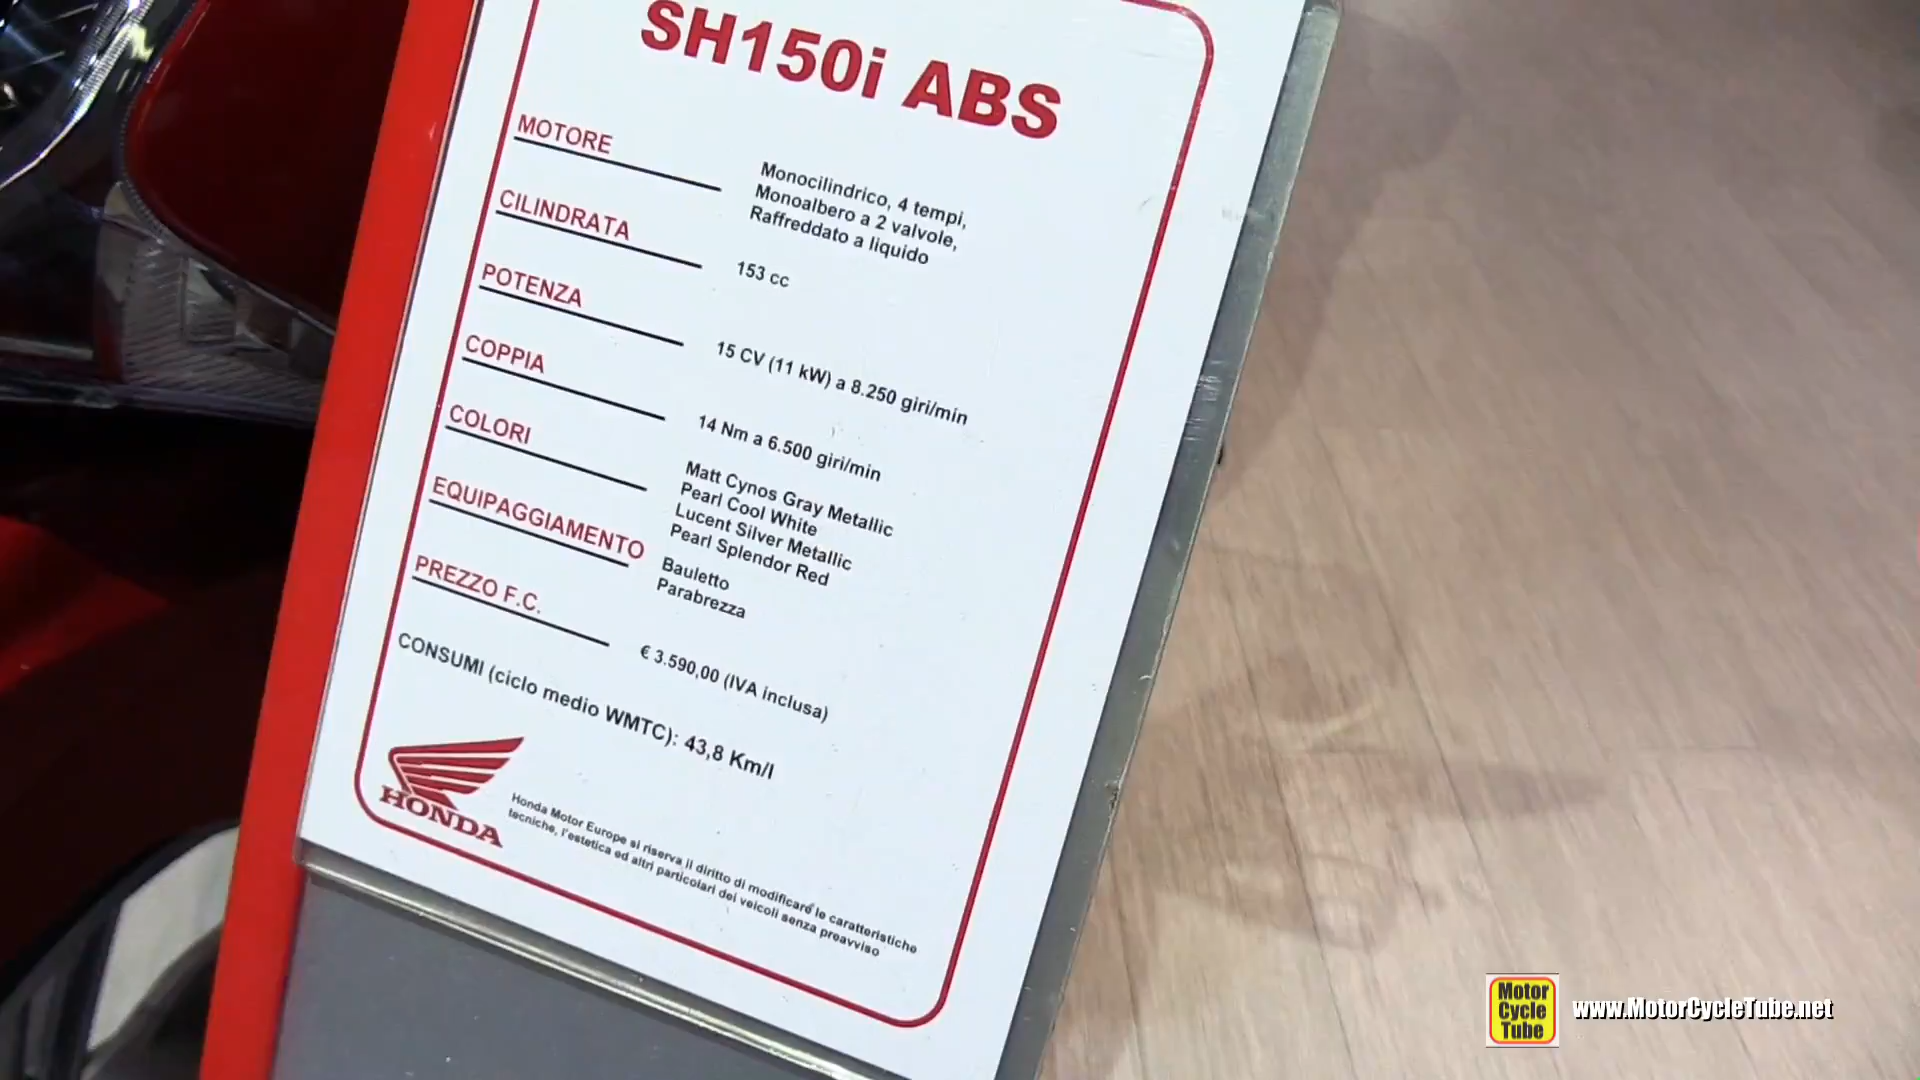 SH150i ABS
MOTORE
Monocilindrico, 4 tempi,
Monoalbero a 2 valvole,
Raffreddato a liquido
CILINDRATA
153 cc
POTENZA
15 CV (11 kW) a 8.250 giri/min
COPPIA
14 Nm a 6.500 giri/min
COLORI
Matt Cynos Gray Metallic
Pearl Cool White
Lucent Silver Metallic
Pearl Splendor Red
EQUIPAGGIAMENTO
Bauletto
Parabrezza
PREZZO F.C.
€ 3.590,00 (IVA inclusa)
CONSUMI (ciclo medio WMTC): 43,8 Km/l
HONDA
Honda Motor Europe si riserva il diritto di modificare le caratteristiche
tecniche, l'estetica ed altri particolari dei veicoli senza preavviso
Motor
Cycle
Tube
www.MotorCycleTube.net